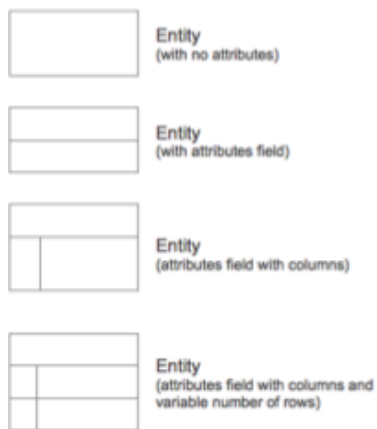 Entity
(with no attributes)
Entity
(with attributes field)
Entity
(attributes field with columns)
Entity
(attributes field with columns and
variable number of rows)